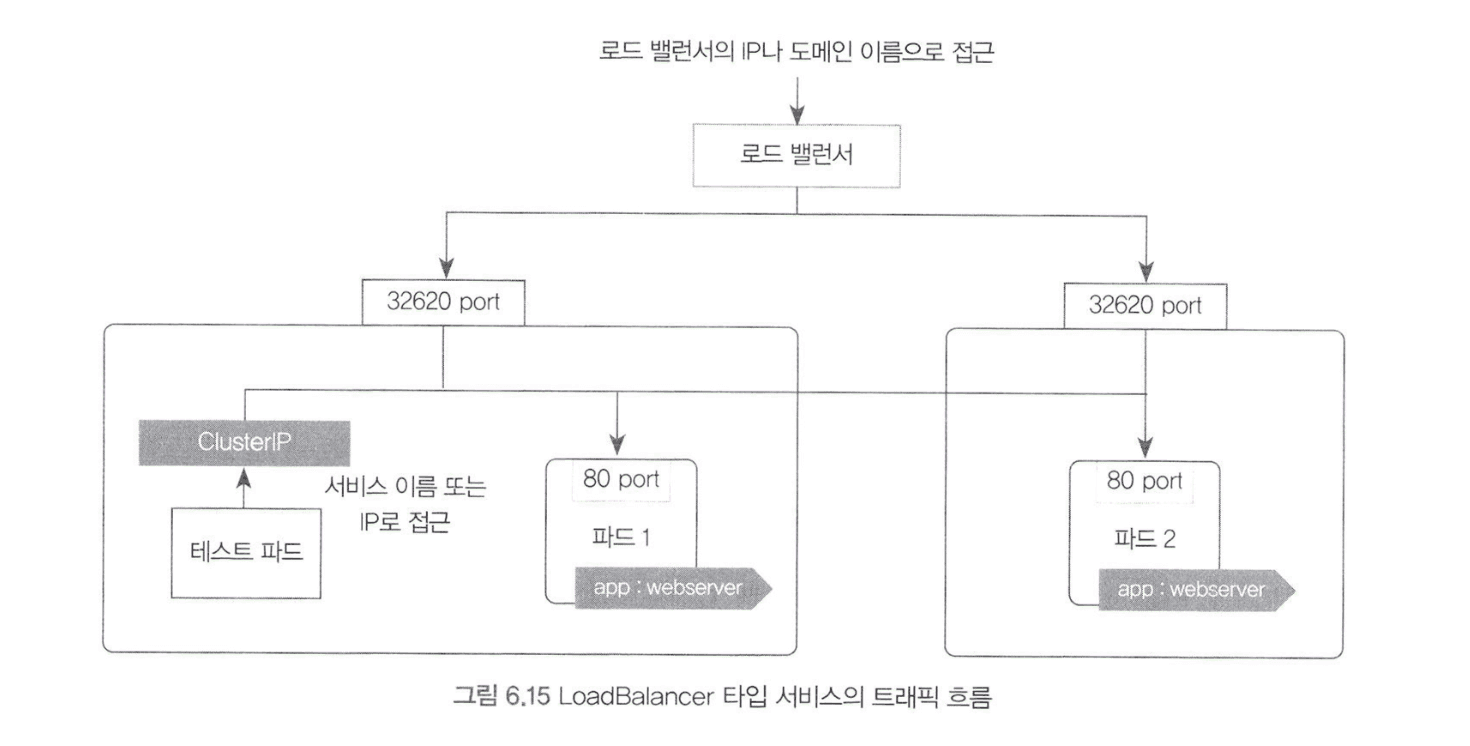 로드 밸런서의 IP나 도메인 이름으로 접근
로드 밸런서
32620 port
32620 port
ClusterIP
서비스 이름 또는
IP로 접근
테스트 파드
80 port
파드 1
app : webserver
80 port
파드 2
app : webserver
그림 6.15 LoadBalancer 타입 서비스의 트래픽 흐름